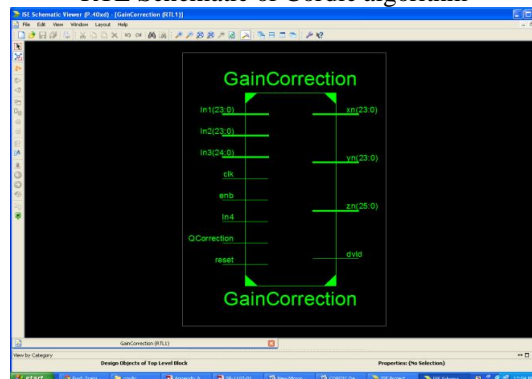 RTL Schematic of Cordic algorithm
ISE Schematic Viewer (P.40xd) - [GainCorrection (RTL1)]
File Edit View Window Layout Help
GainCorrection
In1(23:0) xn(23:0)
In2(23:0)
In3(24:0) yn(23:0)
clk
enb zn(25:0)
In4
QCorrection
reset dvld
GainCorrection
GainCorrection (RTL1)
View by Category
Design Objects of Top Level Block Properties: (No Selection)
start